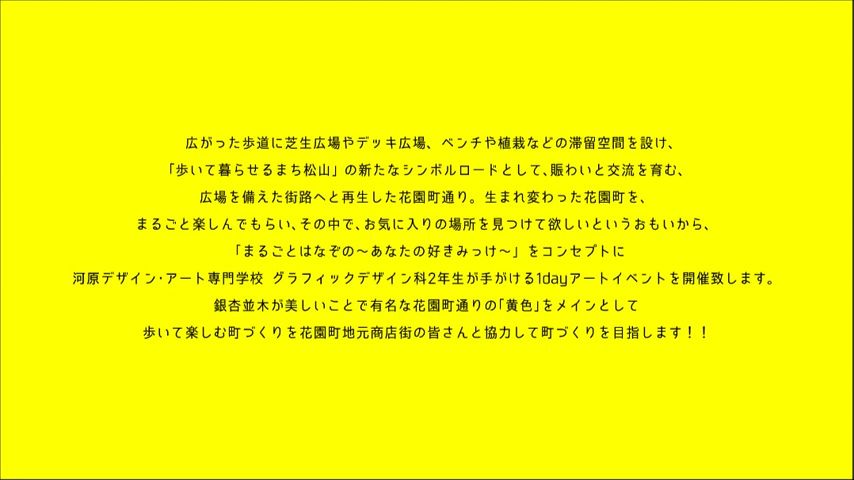 広がった歩道に芝生広場やデッキ広場、ベンチや植栽などの滞留空間を設け、
「歩いて暮らせるまち松山」の新たなシンボルロードとして、賑わいと交流を育む、
広場を備えた街路へと再生した花園町通り。生まれ変わった花園町を、
まるごと楽しんでもらい、その中で、お気に入りの場所を見つけて欲しいというおもいから、
「まるごとはなぞの～あなたの好きみっけ～」をコンセプトに
河原デザイン・アート専門学校 グラフィックデザイン科2年生が手がける1dayアートイベントを開催致します。
銀杏並木が美しいことで有名な花園町通りの「黄色」をメインとして
歩いて楽しむ町づくりを花園町地元商店街の皆さんと協力して町づくりを目指します！！